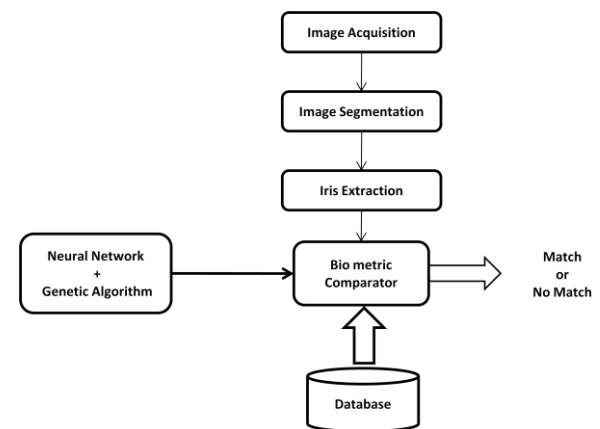 Image Acquisition
Image Segmentation
Iris Extraction
Neural Network
+
Genetic Algorithm
Bio metric
Comparator
Match
or
No Match
Database